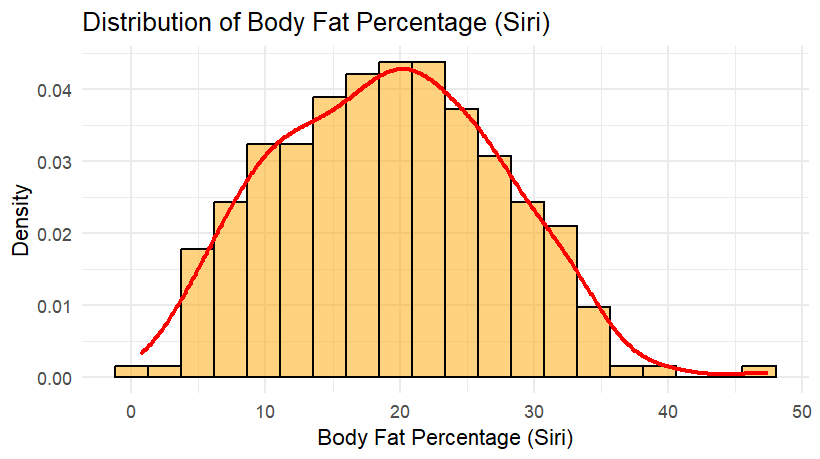 Distribution of Body Fat Percentage (Siri)
Density
0.04
0.03
0.02
0.01
0.00
0 10 20 30 40 50
Body Fat Percentage (Siri)